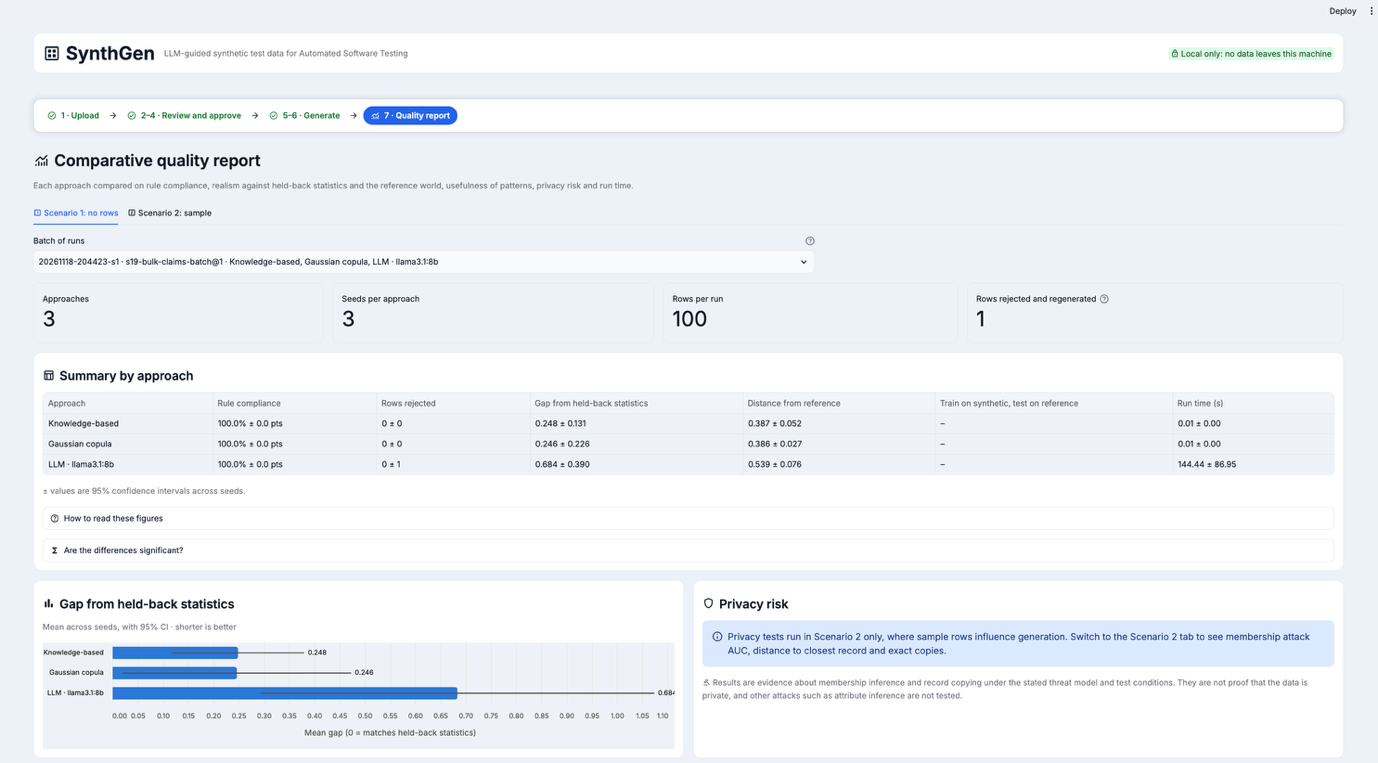 Deploy
SynthGen LLM-guided synthetic test data for Automated Software Testing
Local only: no data leaves this machine
1 · Upload → 2–4 · Review and approve → 5–6 · Generate → 7 · Quality report
Comparative quality report
Each approach compared on rule compliance, realism against held-back statistics and the reference world, usefulness of patterns, privacy risk and run time.
Scenario 1: no rows Scenario 2: sample
Batch of runs
20261118-204423-s1 · s19-bulk-claims-batch@1 · Knowledge-based, Gaussian copula, LLM · llama3.1:8b
Approaches
3
Seeds per approach
3
Rows per run
100
Rows rejected and regenerated
1
Summary by approach
Approach Rule compliance Rows rejected Gap from held-back statistics Distance from reference Train on synthetic, test on reference Run time (s)
Knowledge-based 100.0% ± 0.0 pts 0 ± 0 0.248 ± 0.131 0.387 ± 0.052 – 0.01 ± 0.00
Gaussian copula 100.0% ± 0.0 pts 0 ± 0 0.246 ± 0.226 0.386 ± 0.027 – 0.01 ± 0.00
LLM · llama3.1:8b 100.0% ± 0.0 pts 0 ± 1 0.684 ± 0.390 0.539 ± 0.076 – 144.44 ± 86.95
± values are 95% confidence intervals across seeds.
How to read these figures
Are the differences significant?
Gap from held-back statistics
Mean across seeds, with 95% CI · shorter is better
Knowledge-based 0.248
Gaussian copula 0.246
LLM · llama3.1:8b 0.684
0.00 0.05 0.10 0.15 0.20 0.25 0.30 0.35 0.40 0.45 0.50 0.55 0.60 0.65 0.70 0.75 0.80 0.85 0.90 0.95 1.00 1.05 1.10
Mean gap (0 = matches held-back statistics)
Privacy risk
Privacy tests run in Scenario 2 only, where sample rows influence generation. Switch to the Scenario 2 tab to see membership attack
AUC, distance to closest record and exact copies.
Results are evidence about membership inference and record copying under the stated threat model and test conditions. They are not proof that the data is
private, and other attacks such as attribute inference are not tested.